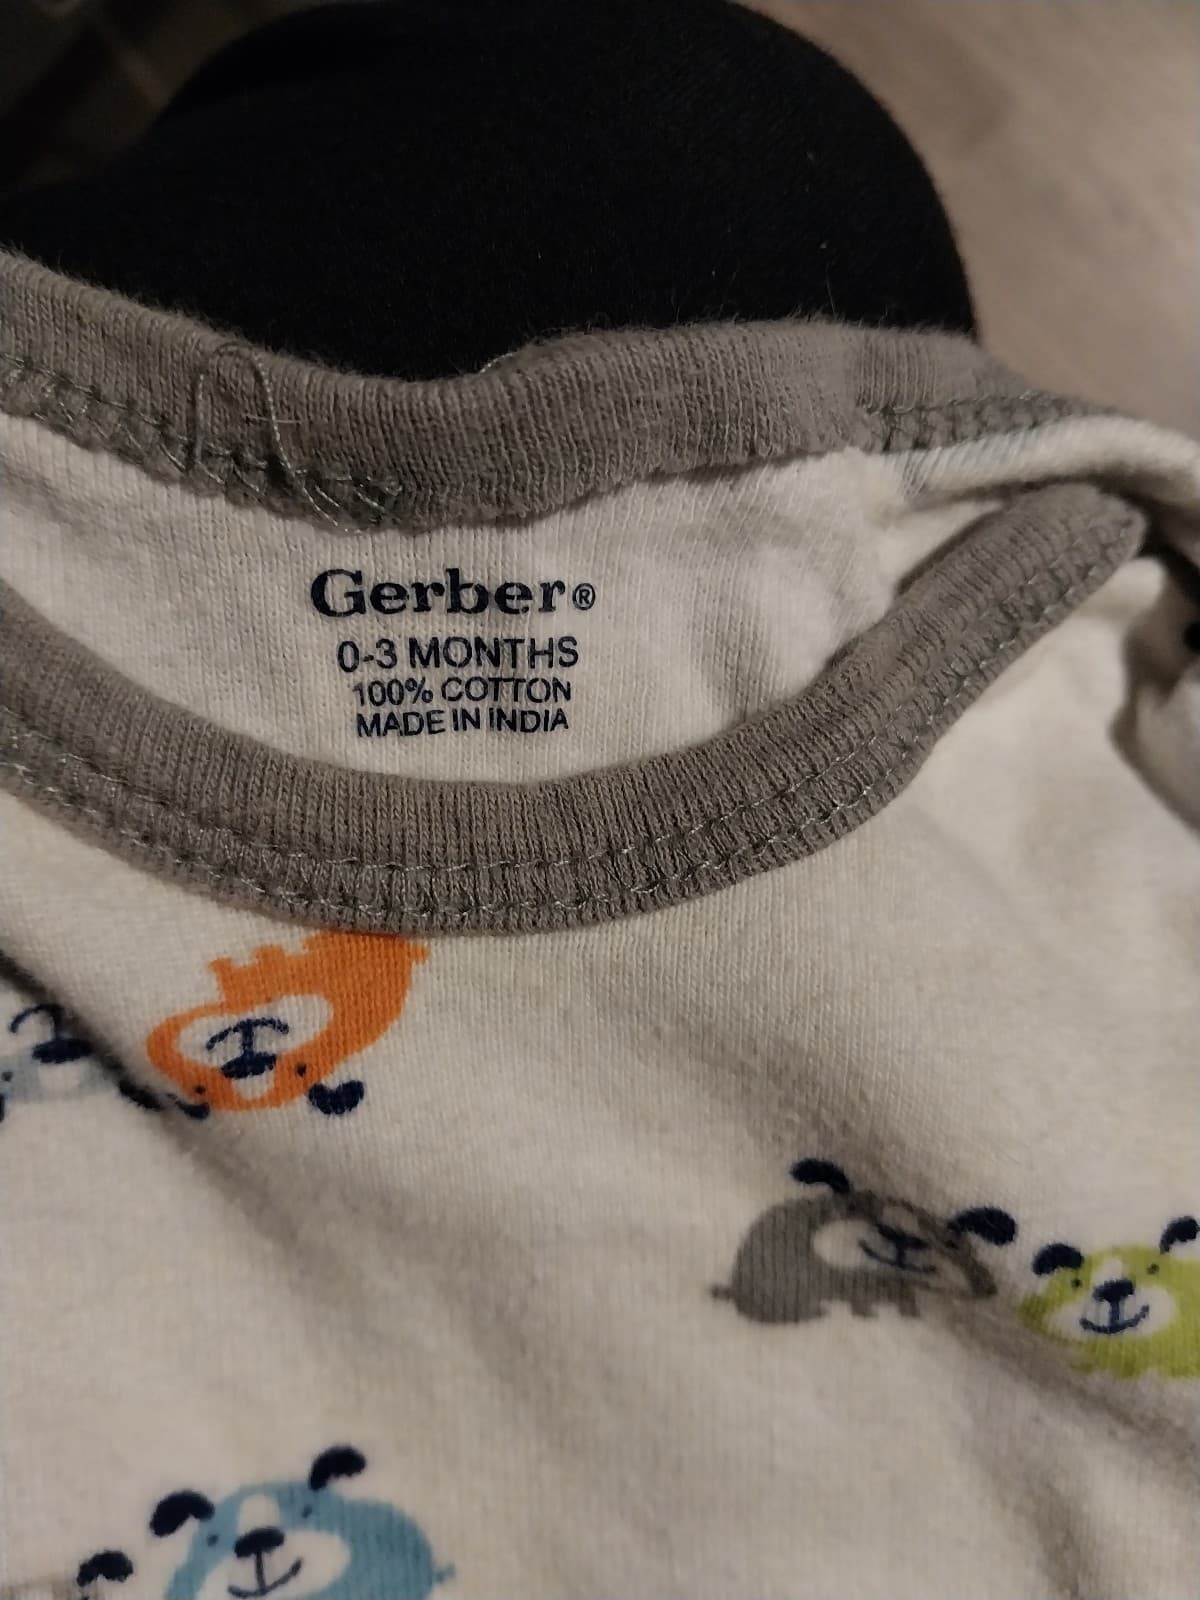 Gerber®
0-3 MONTHS
100% COTTON
MADE IN INDIA